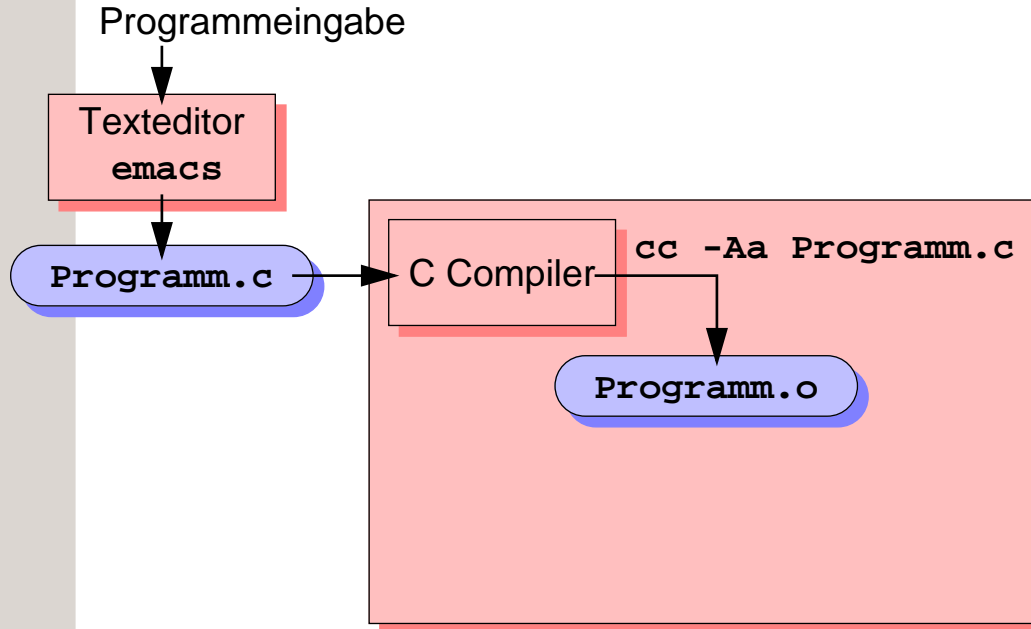 Programmeingabe
Texteditor
emacs
Programm.c
C Compiler
cc -Aa Programm.c
Programm.o